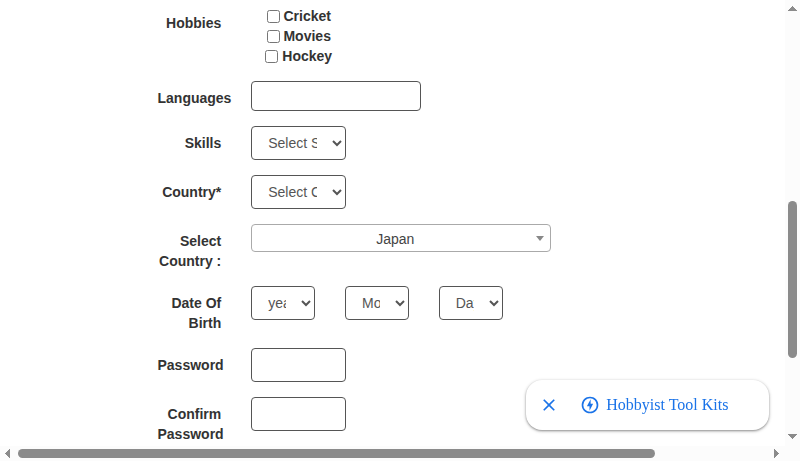 Hobbies
Cricket
Movies
Hockey
Languages
Skills Select S
Country* Select C
Select
Country :
Japan
Date Of
Birth
yea Mo Da
Password
Confirm
Password
Hobbyist Tool Kits